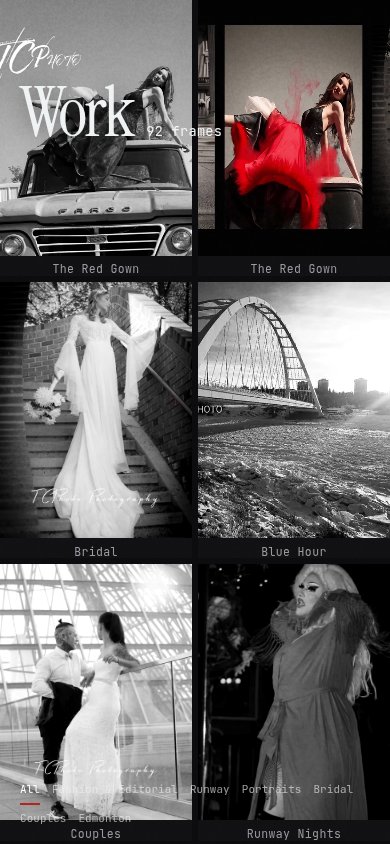 TCPHOTO
Work 92 frames
FARGO
The Red Gown
The Red Gown
HOTO
TCPhoto Photography
Bridal
Blue Hour
TCPhoto Photography
All Fashion Editorial Runway Portraits Bridal
Couples Edmonton
Couples
Runway Nights